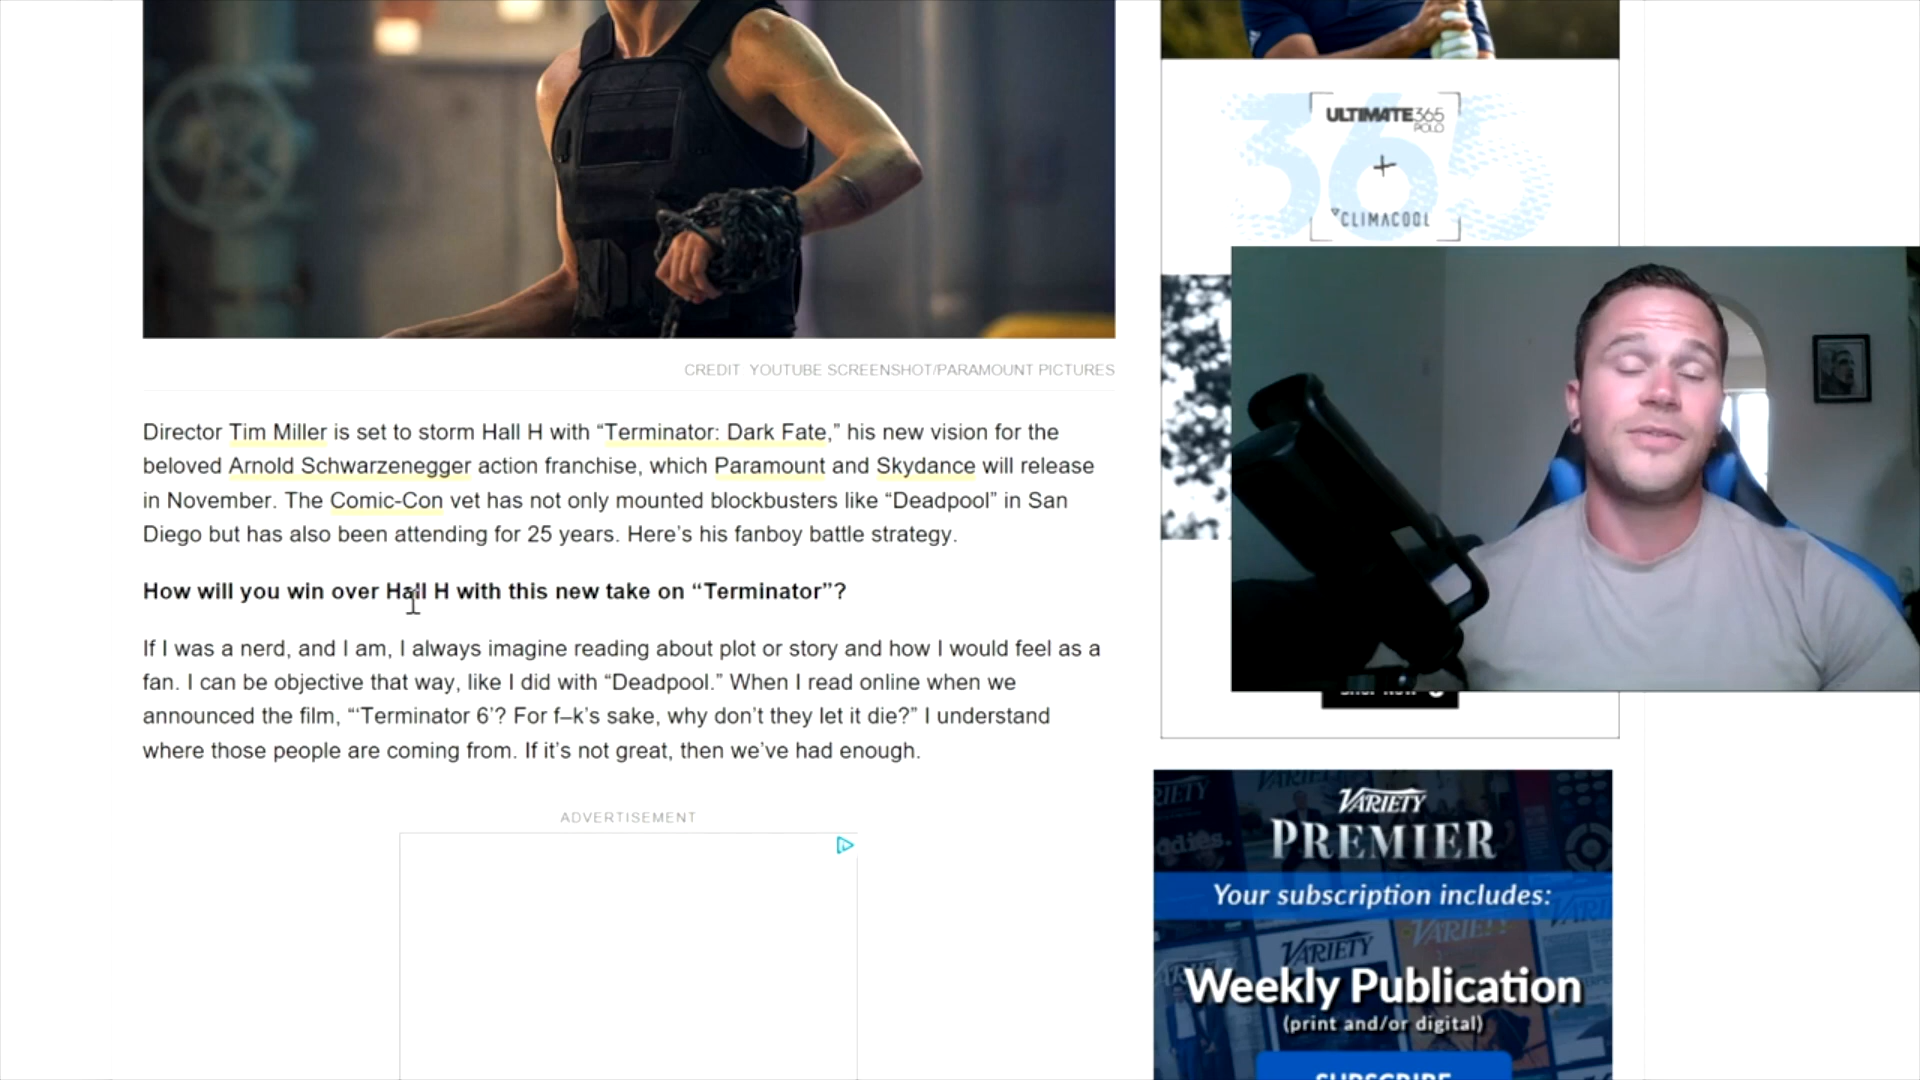 CREDIT YOUTUBE SCREENSHOT/PARAMOUNT PICTURES
Director Tim Miller is set to storm Hall H with “Terminator: Dark Fate,” his new vision for the
beloved Arnold Schwarzenegger action franchise, which Paramount and Skydance will release
in November. The Comic-Con vet has not only mounted blockbusters like “Deadpool” in San
Diego but has also been attending for 25 years. Here’s his fanboy battle strategy.
How will you win over Hall H with this new take on “Terminator”?
If I was a nerd, and I am, I always imagine reading about plot or story and how I would feel as a
fan. I can be objective that way, like I did with “Deadpool.” When I read online when we
announced the film, “‘Terminator 6’? For f–k’s sake, why don’t they let it die?” I understand
where those people are coming from. If it’s not great, then we’ve had enough.
ADVERTISEMENT
365
ULTIMATE365
POLO
+
CLIMACOOL
VARIETY
PREMIER
Your subscription includes:
VARIETY
VARIETY
Weekly Publication
(print and/or digital)
SUBSCRIBE